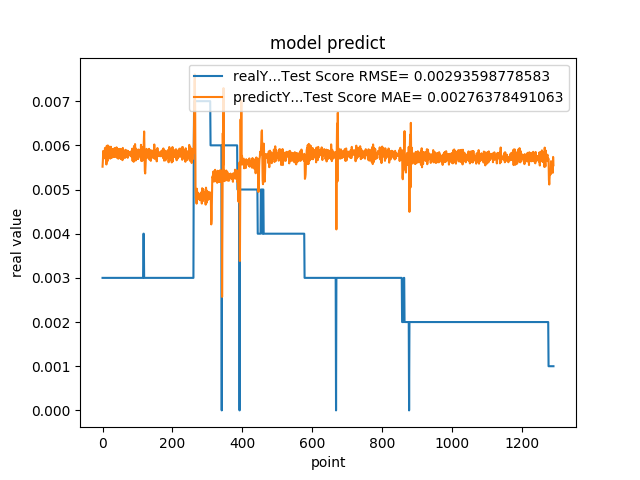 model predict
realY...Test Score RMSE= 0.00293598778583
predictY...Test Score MAE= 0.00276378491063
real value
0.007
0.006
0.005
0.004
0.003
0.002
0.001
0.000
0 200 400 600 800 1000 1200
point